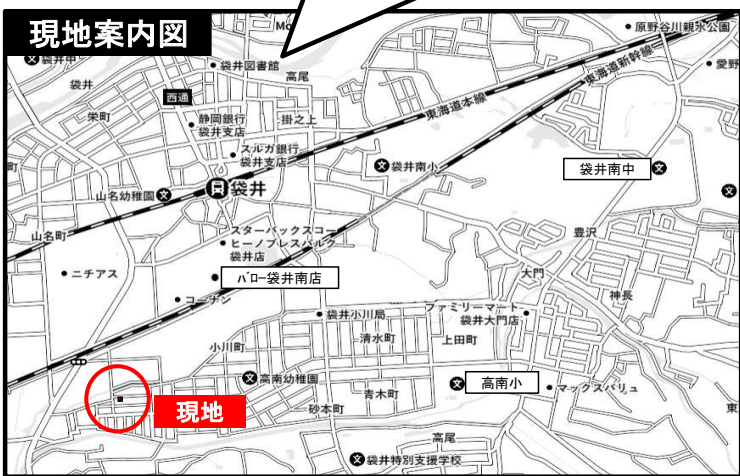 現地案内図
Mo
原野谷川親水公園
袋井中
袋井図書館
高尾
愛野
袋井
西通
東海道新幹線
栄町
静岡銀行
袋井支店
掛之上
東海道本線
スルガ銀行
袋井支店
袋井南小
袋井南中
町
山名幼稚園
袋井
山名町
スターバックスコー
ヒーノブレスパルク
袋井店
豊沢
ニチアス
バロー袋井南店
大門
コーナン
神長
袋井小川局
ファミリーマート
袋井大門店
小川町
清水町
上田町
高南幼稚園
高南小
マックスバリュ
青木町
現地
砂本町
東
高尾
袋井特別支援学校